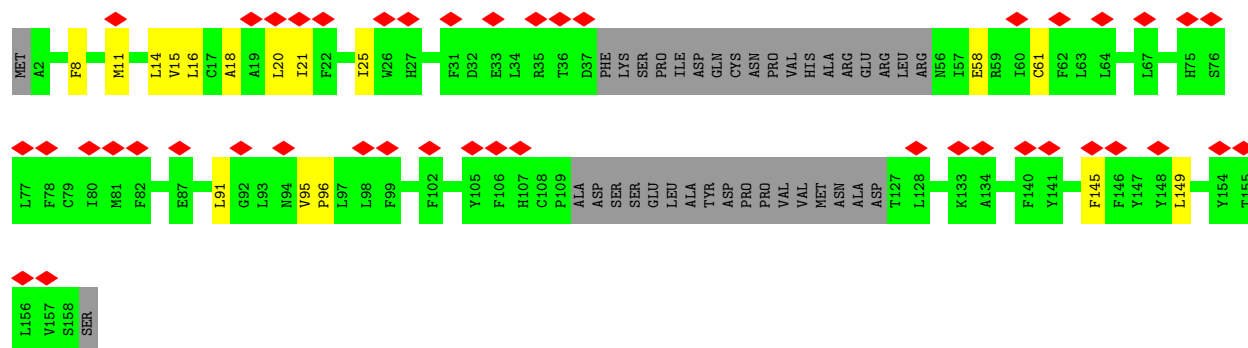 MET A2 F8 M11 L14 V15 L16 C17 A18 A19 L20 I21 F22 I25 W26 H27 F31 D32 E33 L34 R35 T36 D37 PHE LYS SER PRO ILE ASP GLN CYS ASN PRO VAL HIS ALA ARG GLU ARG LEU ARG N56 I57 E58 R59 I60 C61 F62 L63 L64 L67 H75 S76
L77 F78 C79 I80 M81 F82 E87 L91 G92 L93 N94 V95 P96 L97 L98 F99 F102 Y105 F106 H107 C108 P109 ALA ASP SER SER GLU LEU ALA TYR ASP PRO PRO VAL VAL MET ASN ALA ASP T127 L128 K133 A134 F140 Y141 F145 F146 Y147 Y148 L149 Y154 T155
L156 V157 S158 SER